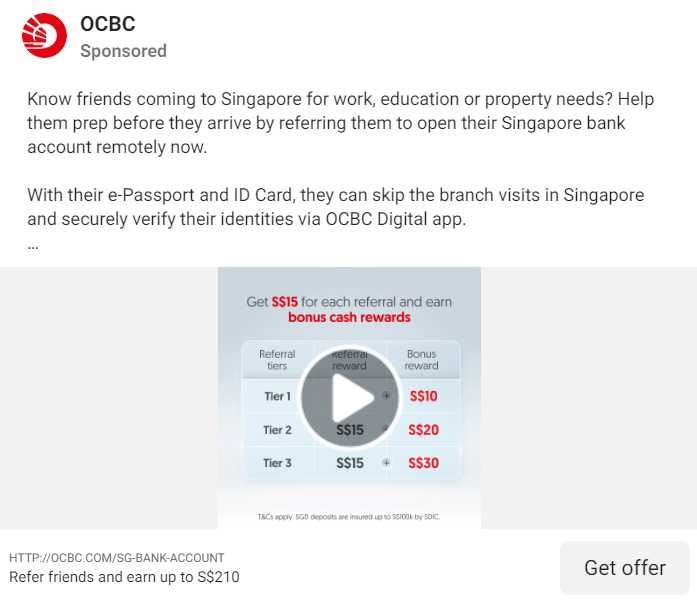 OCBC
Sponsored
Know friends coming to Singapore for work, education or property needs? Help
them prep before they arrive by referring them to open their Singapore bank
account remotely now.
With their e-Passport and ID Card, they can skip the branch visits in Singapore
and securely verify their identities via OCBC Digital app.
...
Get S$15 for each referral and earn
bonus cash rewards
Referral tiers
Referral reward
Bonus reward
Tier 1 + S$10
Tier 2 S$15 + S$20
Tier 3 S$15 + S$30
T&Cs apply. SGD deposits are insured up to S$100k by SDIC.
HTTP://OCBC.COM/SG-BANK-ACCOUNT
Refer friends and earn up to S$210
Get offer